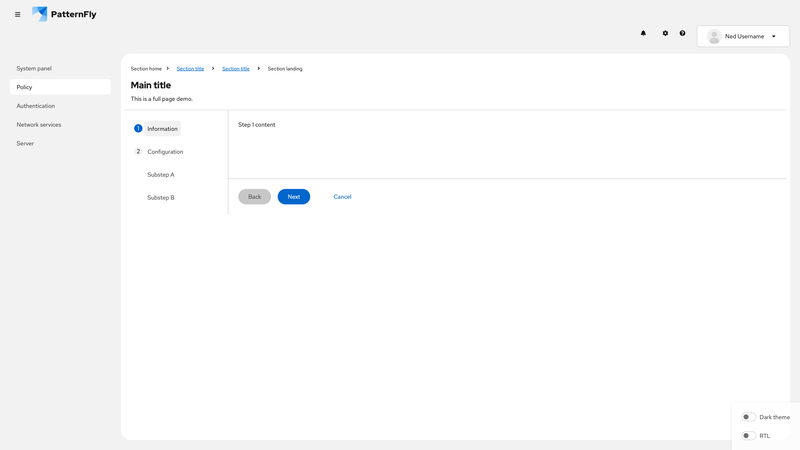 PatternFly
Ned Username
System panel
Policy
Authentication
Network services
Server
Section home
Section title
Section title
Section landing
Main title
This is a full page demo.
1 Information
2 Configuration
Substep A
Substep B
Step 1 content
Back
Next
Cancel
Dark theme
RTL